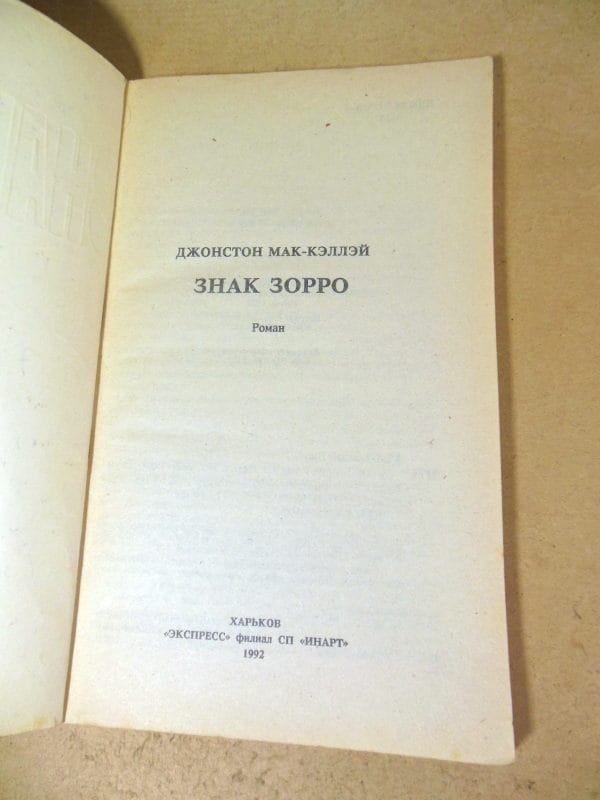 ДЖОНСТОН МАК-КЭЛЛЭЙ
ЗНАК ЗОРРО
Роман
ХАРЬКОВ
«ЭКСПРЕСС» филиал СП «ИНАРТ»
1992